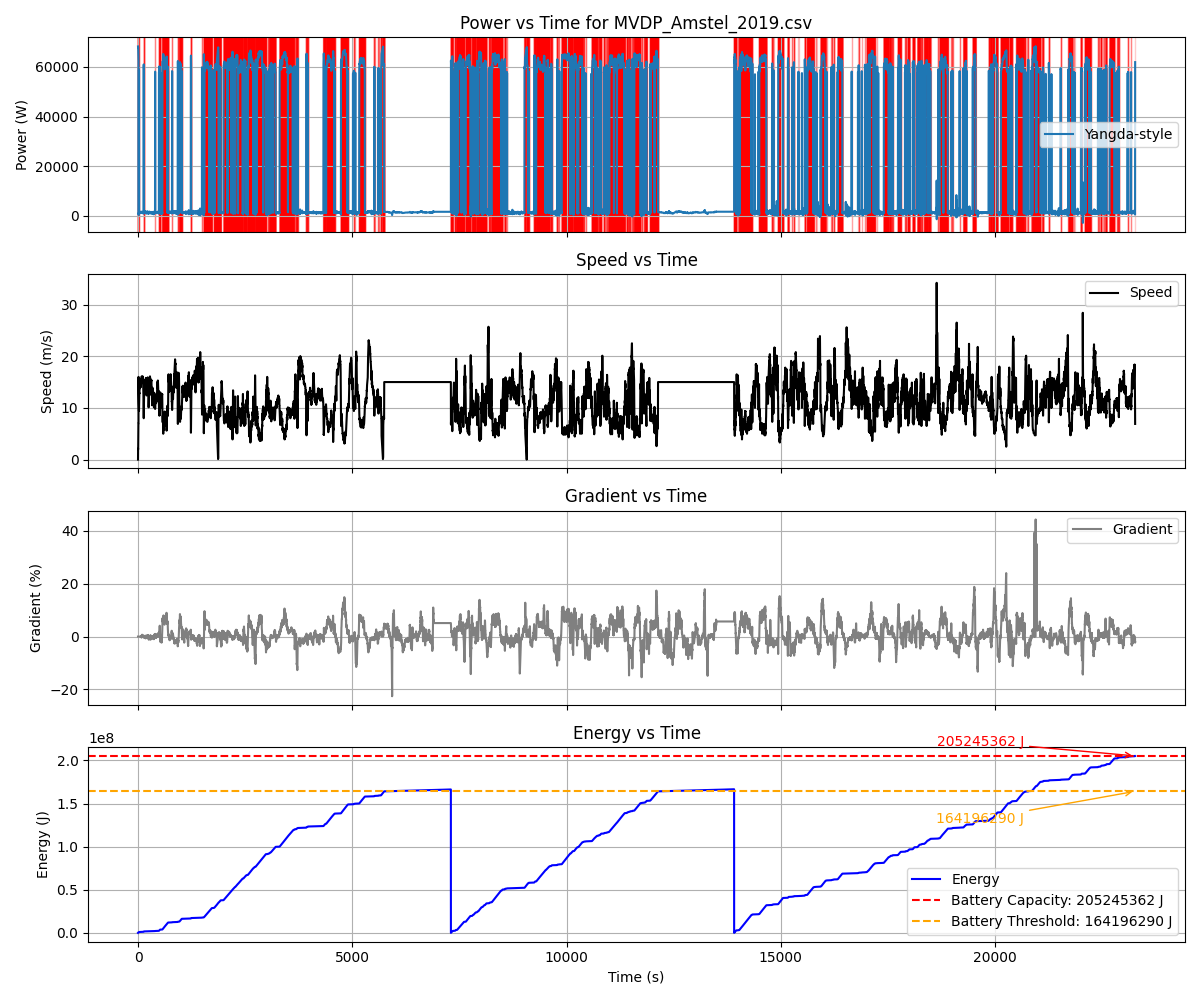 Power vs Time for MVDP_Amstel_2019.csv
60000
40000
20000
0
Power (W)
Yangda-style
Speed vs Time
30
20
10
0
Speed (m/s)
Speed
Gradient vs Time
40
20
0
−20
Gradient (%)
Gradient
Energy vs Time
1e8
2.0
1.5
1.0
0.5
0.0
Energy (J)
205245362 J
164196290 J
Energy
Battery Capacity: 205245362 J
Battery Threshold: 164196290 J
0 5000 10000 15000 20000
Time (s)